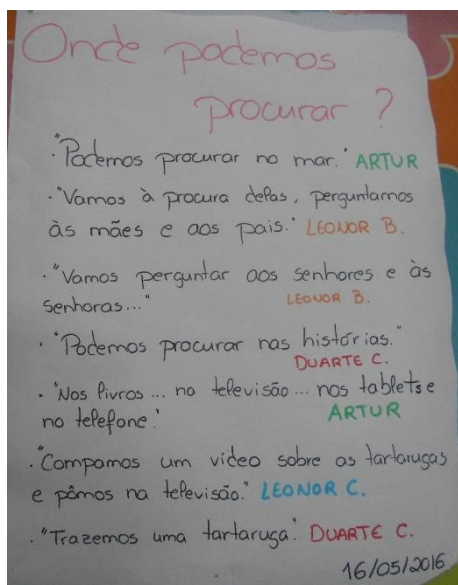 Onde podemos
procurar?
· "Podemos procurar no mar." ARTUR
· "Vamos à procura delas, perguntamos
às mães e aos pais." LEONOR B.
· "Vamos perguntar aos senhores e às
senhoras..." LEONOR B.
· "Podemos procurar nas histórias."
DUARTE C.
· "Nos livros... na televisão... nos tablets e
no telefone." ARTUR
· "Compamos um vídeo sobre as tartarugas
e pômos na televisão." LEONOR C.
· "Trazemos uma tartaruga." DUARTE C.
16/05/2016